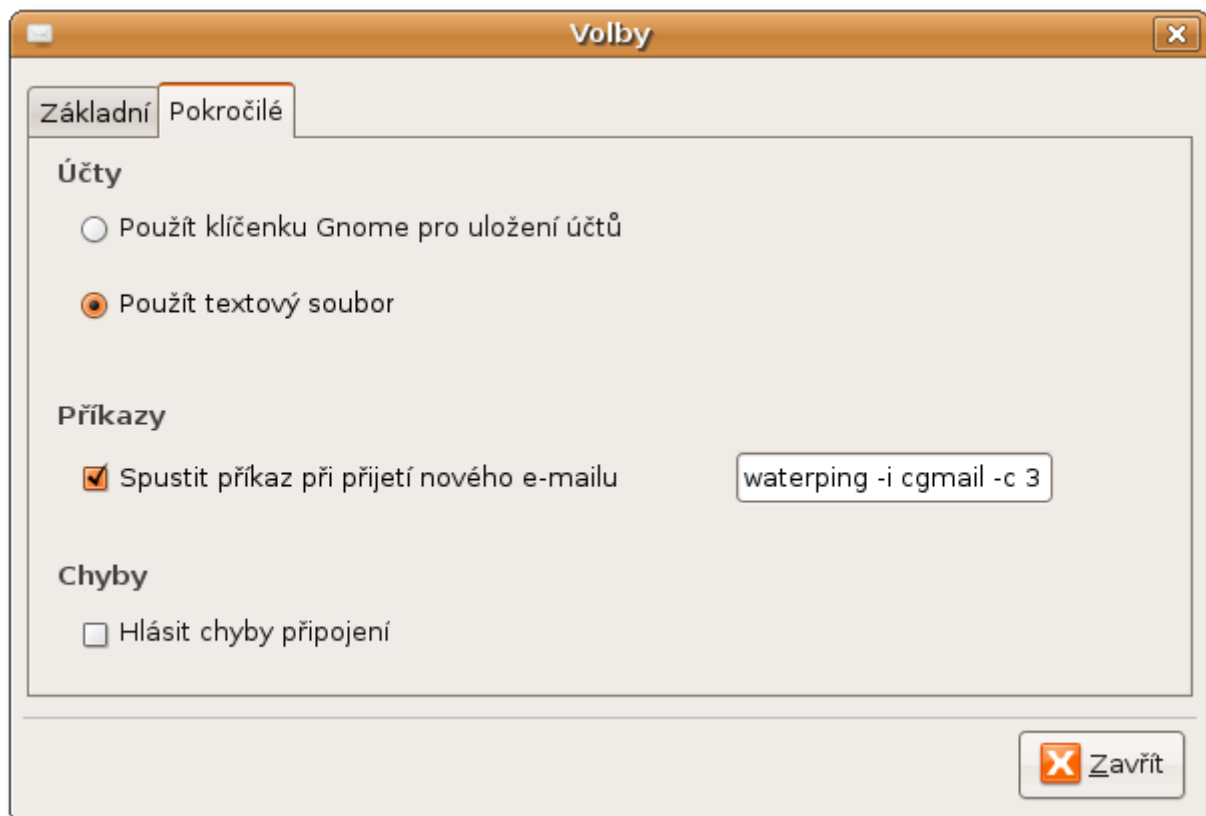 Volby
Základní Pokročilé
Účty
Použít klíčenku Gnome pro uložení účtů
Použít textový soubor
Příkazy
Spustit příkaz při přijetí nového e-mailu waterping -i cgmail -c 3
Chyby
Hlásit chyby připojení
Zavřít